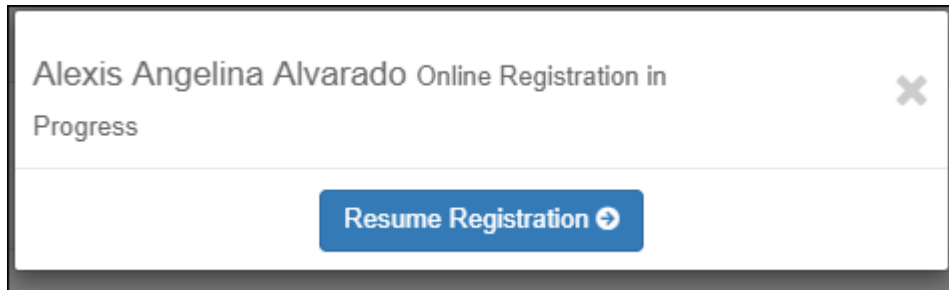 Alexis Angelina Alvarado Online Registration in
Progress
Resume Registration